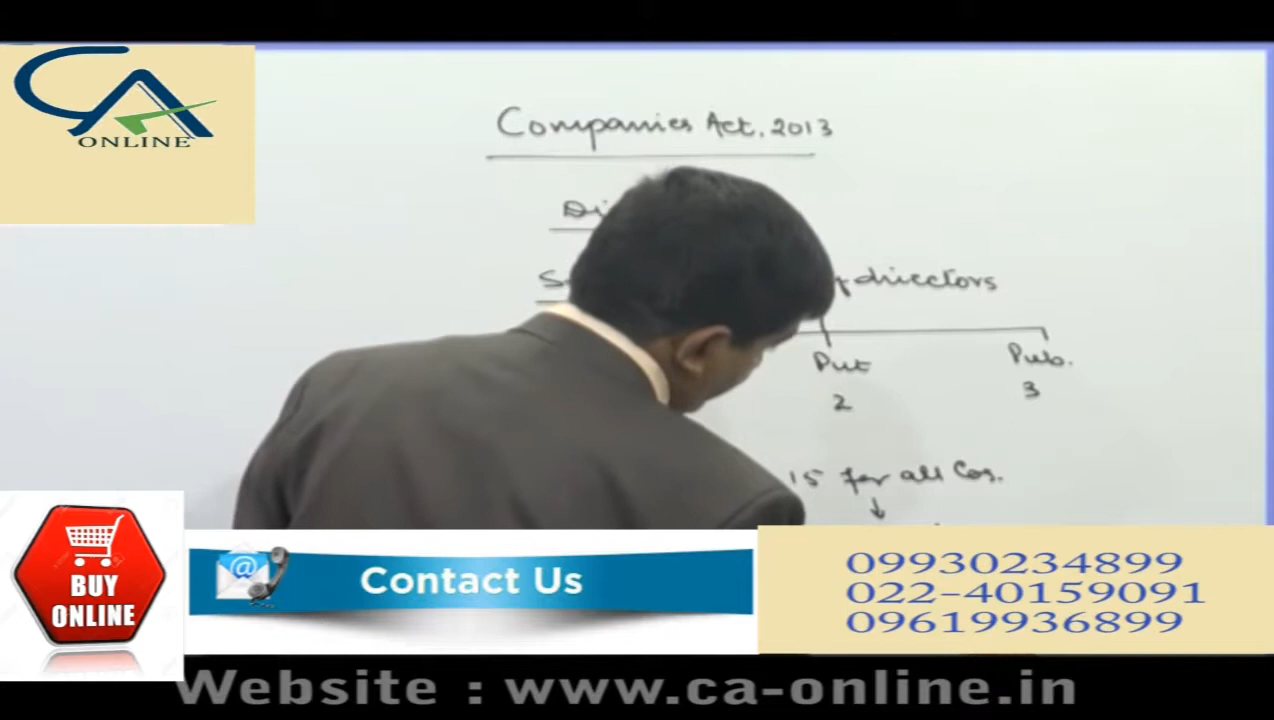 CA
ONLINE
Companies Act, 2013
directors
Pvt Pub.
2 3
15 for all Cos.
BUY
ONLINE
@
Contact Us
09930234899
022-40159091
09619936899
Website : www.ca-online.in